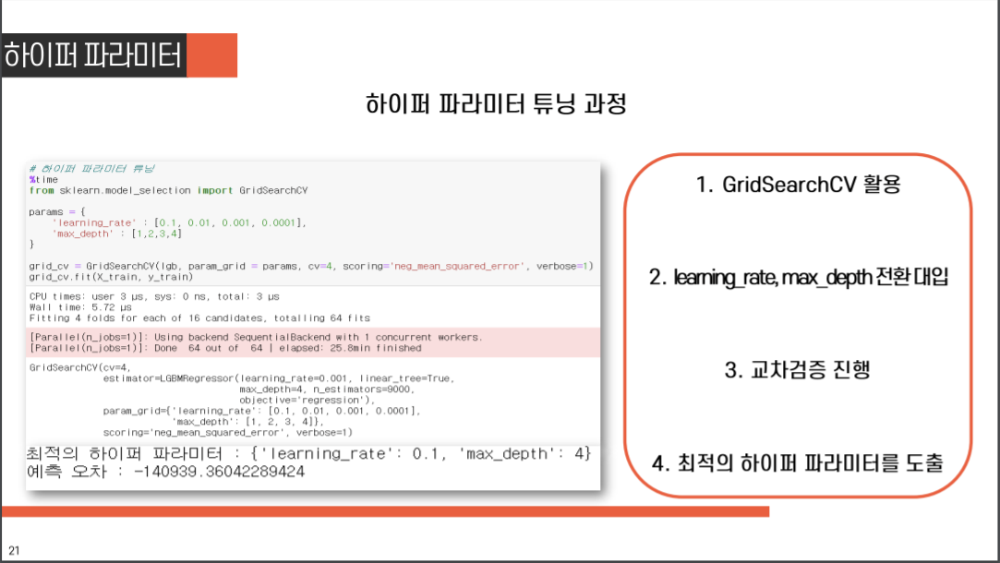 하이퍼 파라미터
하이퍼 파라미터 튜닝 과정
# 하이퍼 파라미터 튜닝
%time
from sklearn.model_selection import GridSearchCV
params = {
    'learning_rate' : [0.1, 0.01, 0.001, 0.0001],
    'max_depth' : [1,2,3,4]
}
grid_cv = GridSearchCV(lgb, param_grid = params, cv=4, scoring='neg_mean_squared_error', verbose=1)
grid_cv.fit(X_train, y_train)
CPU times: user 3 µs, sys: 0 ns, total: 3 µs
Wall time: 5.72 µs
Fitting 4 folds for each of 16 candidates, totalling 64 fits
[Parallel(n_jobs=1)]: Using backend SequentialBackend with 1 concurrent workers.
[Parallel(n_jobs=1)]: Done  64 out of  64 | elapsed: 25.8min finished
GridSearchCV(cv=4,
             estimator=LGBMRegressor(learning_rate=0.001, linear_tree=True,
                                     max_depth=4, n_estimators=9000,
                                     objective='regression'),
             param_grid={'learning_rate': [0.1, 0.01, 0.001, 0.0001],
                         'max_depth': [1, 2, 3, 4]},
             scoring='neg_mean_squared_error', verbose=1)
최적의 하이퍼 파라미터 : {'learning_rate': 0.1, 'max_depth': 4}
예측 오차 : -140939.36042289424
1. GridSearchCV 활용
2. learning_rate, max_depth 전환 대입
3. 교차검증 진행
4. 최적의 하이퍼 파라미터를 도출
21